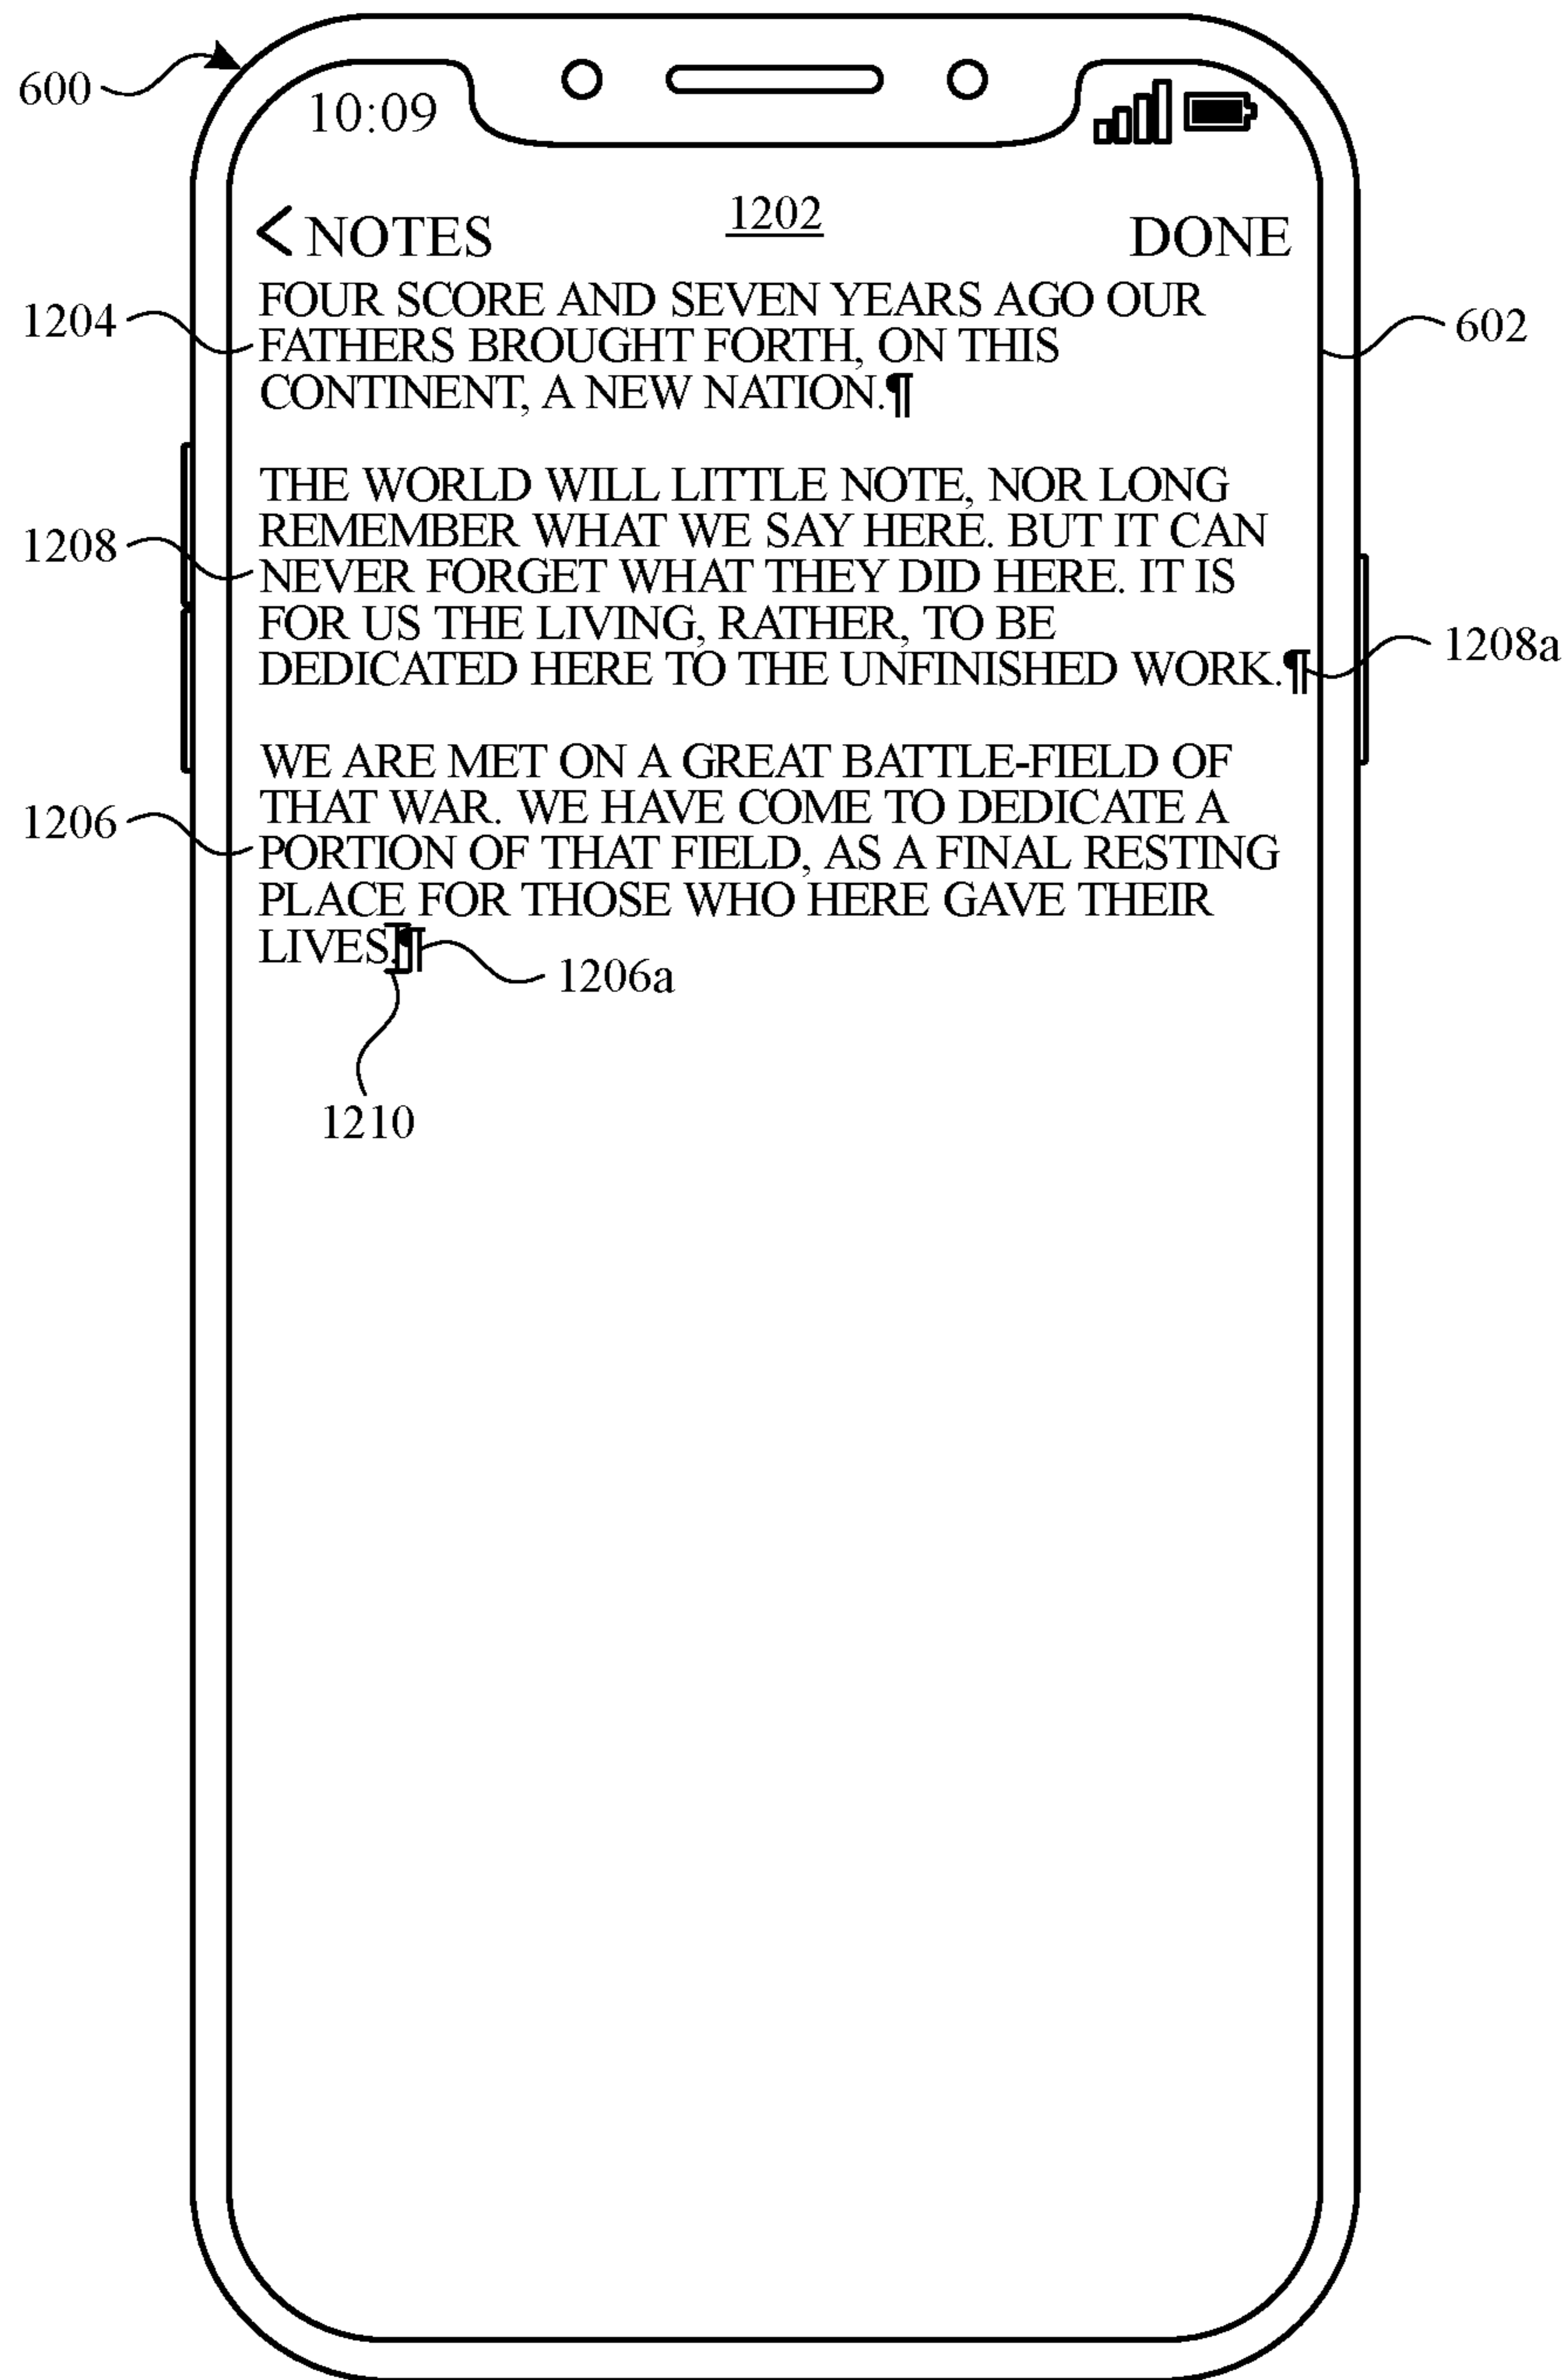 600
10:09
< NOTES
1202
DONE
1204
FOUR SCORE AND SEVEN YEARS AGO OUR
FATHERS BROUGHT FORTH, ON THIS
CONTINENT, A NEW NATION.¶
602
1208
THE WORLD WILL LITTLE NOTE, NOR LONG
REMEMBER WHAT WE SAY HERE. BUT IT CAN
NEVER FORGET WHAT THEY DID HERE. IT IS
FOR US THE LIVING, RATHER, TO BE
DEDICATED HERE TO THE UNFINISHED WORK.¶
1208a
1206
WE ARE MET ON A GREAT BATTLE-FIELD OF
THAT WAR. WE HAVE COME TO DEDICATE A
PORTION OF THAT FIELD, AS A FINAL RESTING
PLACE FOR THOSE WHO HERE GAVE THEIR
LIVES.¶
1206a
1210